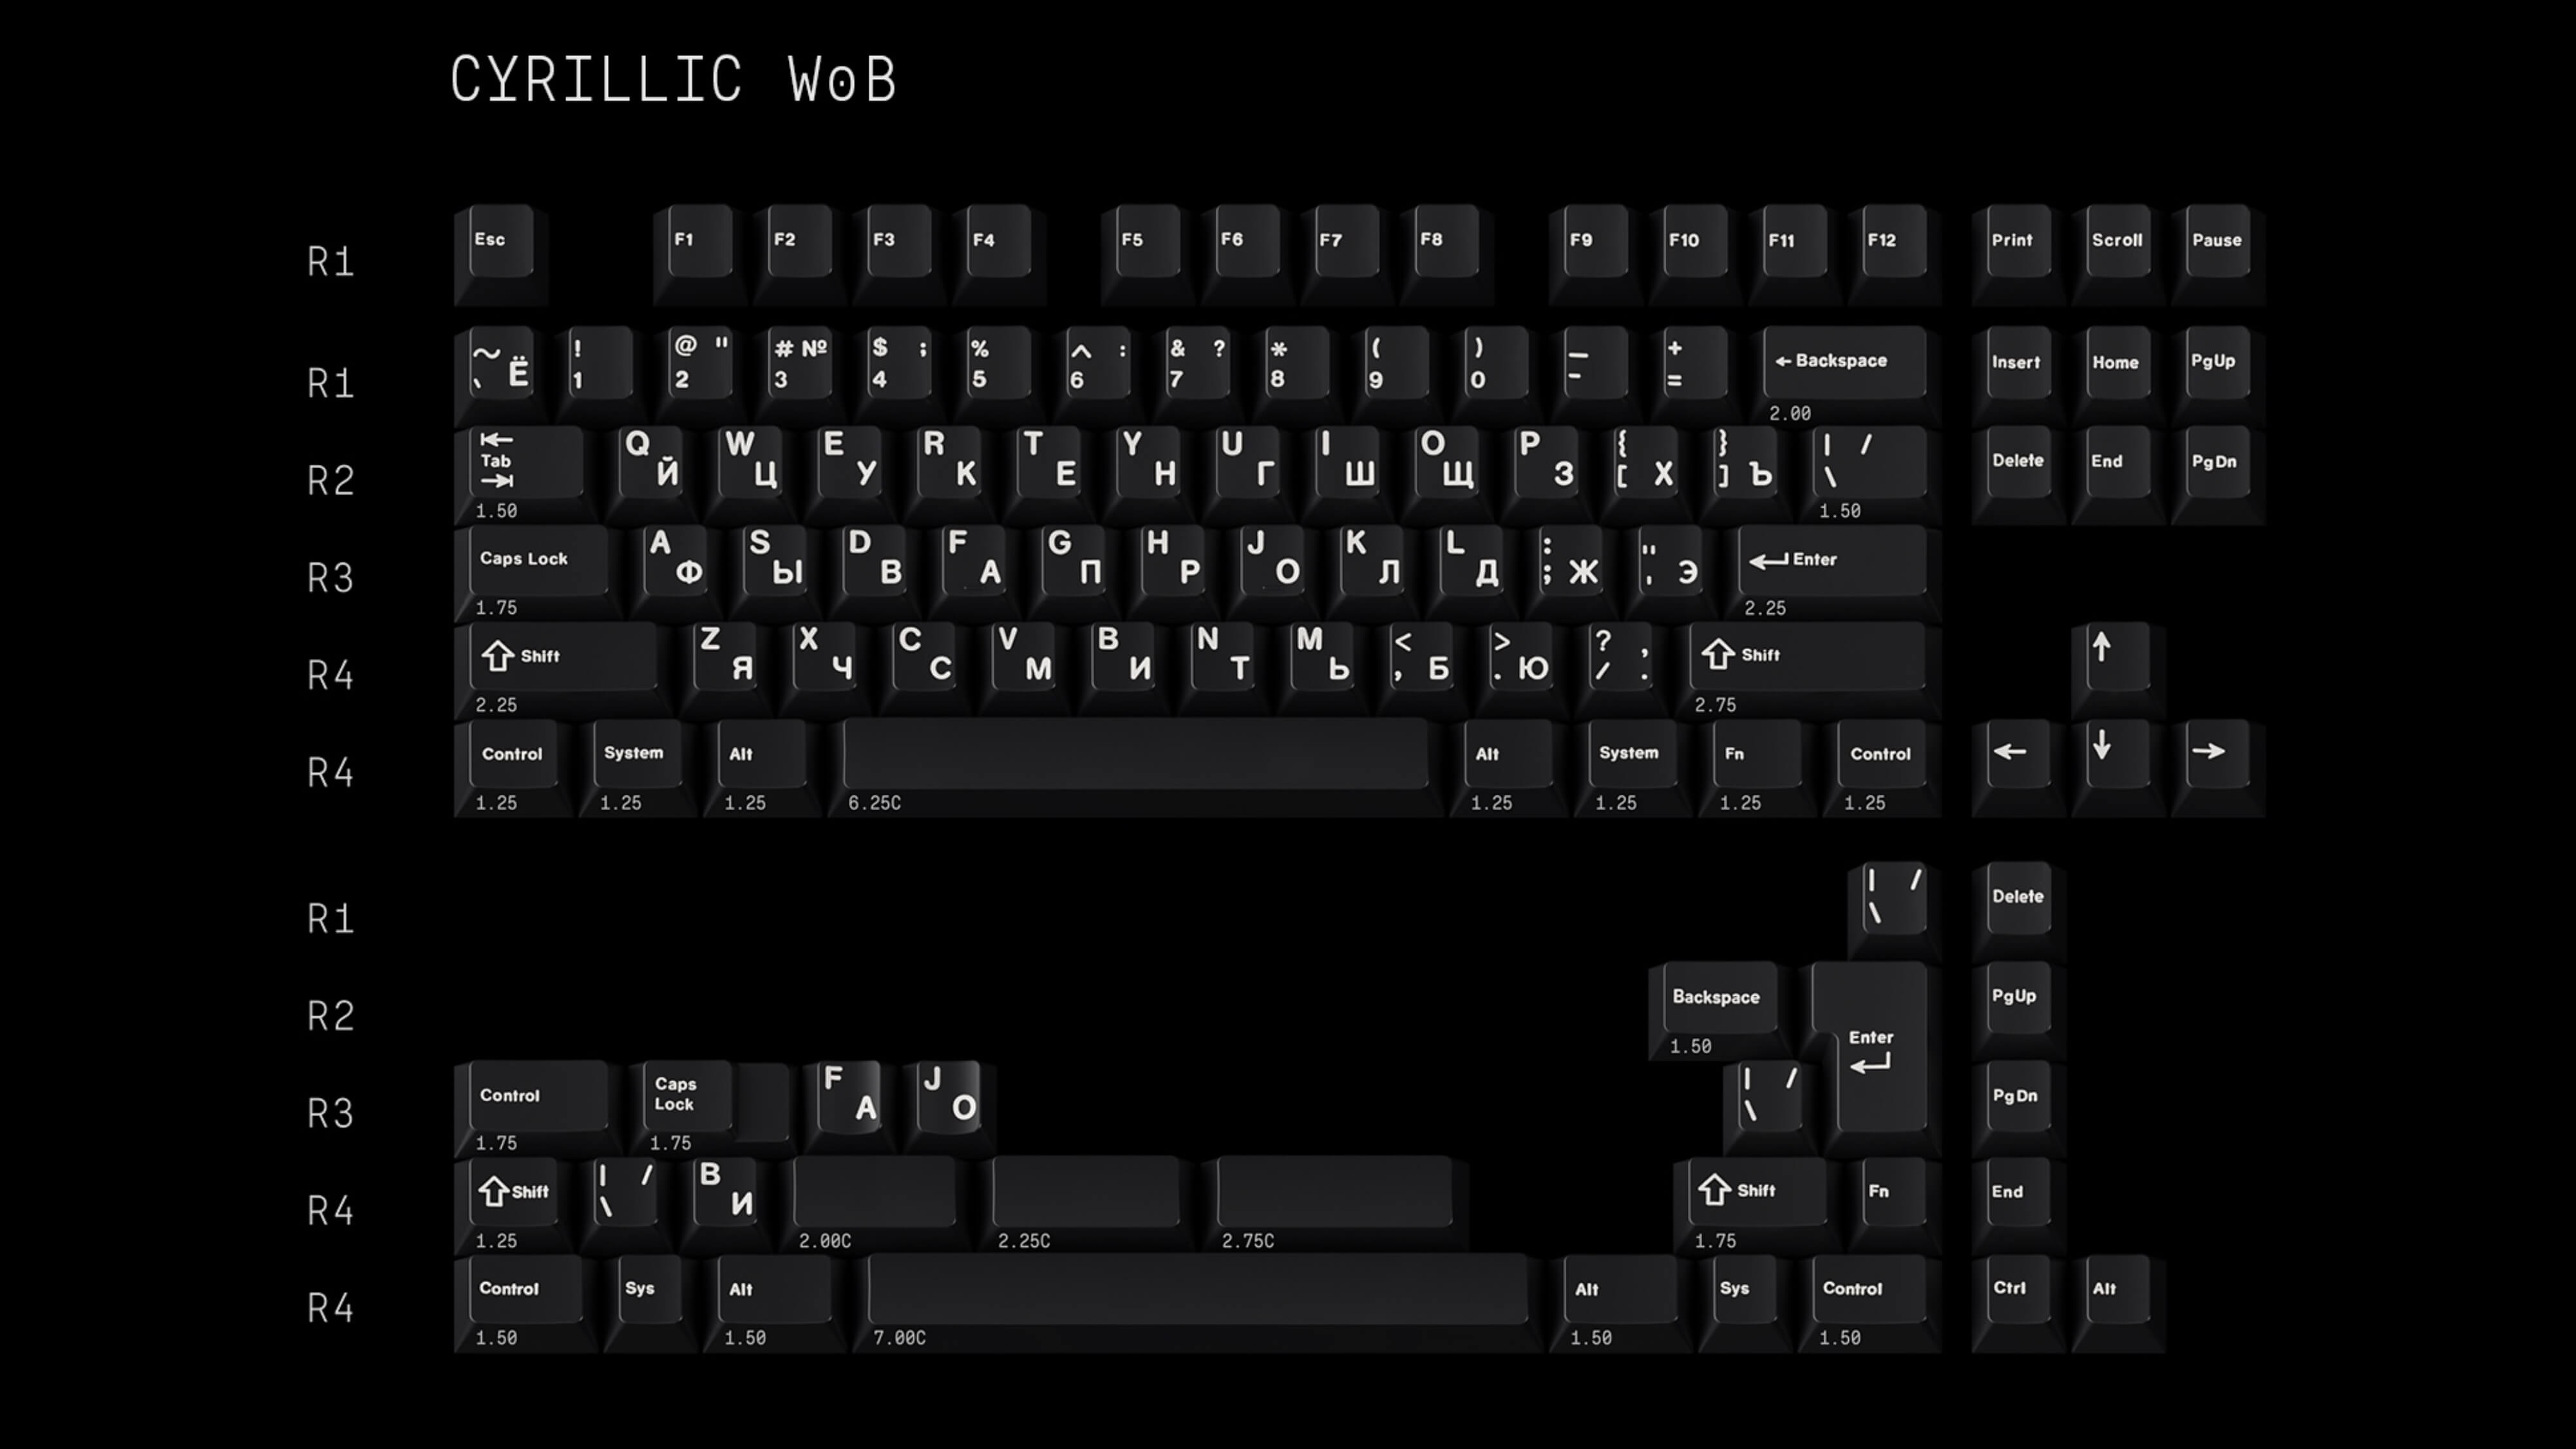 CYRILLIC W0B
R1 Esc F1 F2 F3 F4 F5 F6 F7 F8 F9 F10 F11 F12 Print Scroll Pause
R1 ~ ` Ё ! 1 @ " 2 # № 3 $ ; 4 % 5 ^ : 6 & ? 7 * 8 ( 9 ) 0 — - + = ← Backspace 2.00 Insert Home PgUp
R2 ⇤ Tab ⇥ 1.50 Q Й W Ц E У R К T Е Y Н U Г I Ш O Щ P З { [ Х } ] Ъ | / \ 1.50 Delete End PgDn
R3 Caps Lock 1.75 A Ф S Ы D В F А G П H Р J О K Л L Д : ; Ж " ' Э ↵ Enter 2.25
R4 ⇧ Shift 2.25 Z Я X Ч C С V М B И N Т M Ь < , Б > . Ю ? , / . ⇧ Shift 2.75 ↑
R4 Control 1.25 System 1.25 Alt 1.25 6.25C Alt 1.25 System 1.25 Fn 1.25 Control 1.25 ← ↓ →
R1 | / \ Delete
R2 Backspace 1.50 Enter ↵ PgUp
R3 Control 1.75 Caps Lock 1.75 F А J О | / \ PgDn
R4 ⇧ Shift 1.25 | / \ B И 2.00C 2.25C 2.75C ⇧ Shift 1.75 Fn End
R4 Control 1.50 Sys Alt 1.50 7.00C Alt 1.50 Sys Control 1.50 Ctrl Alt